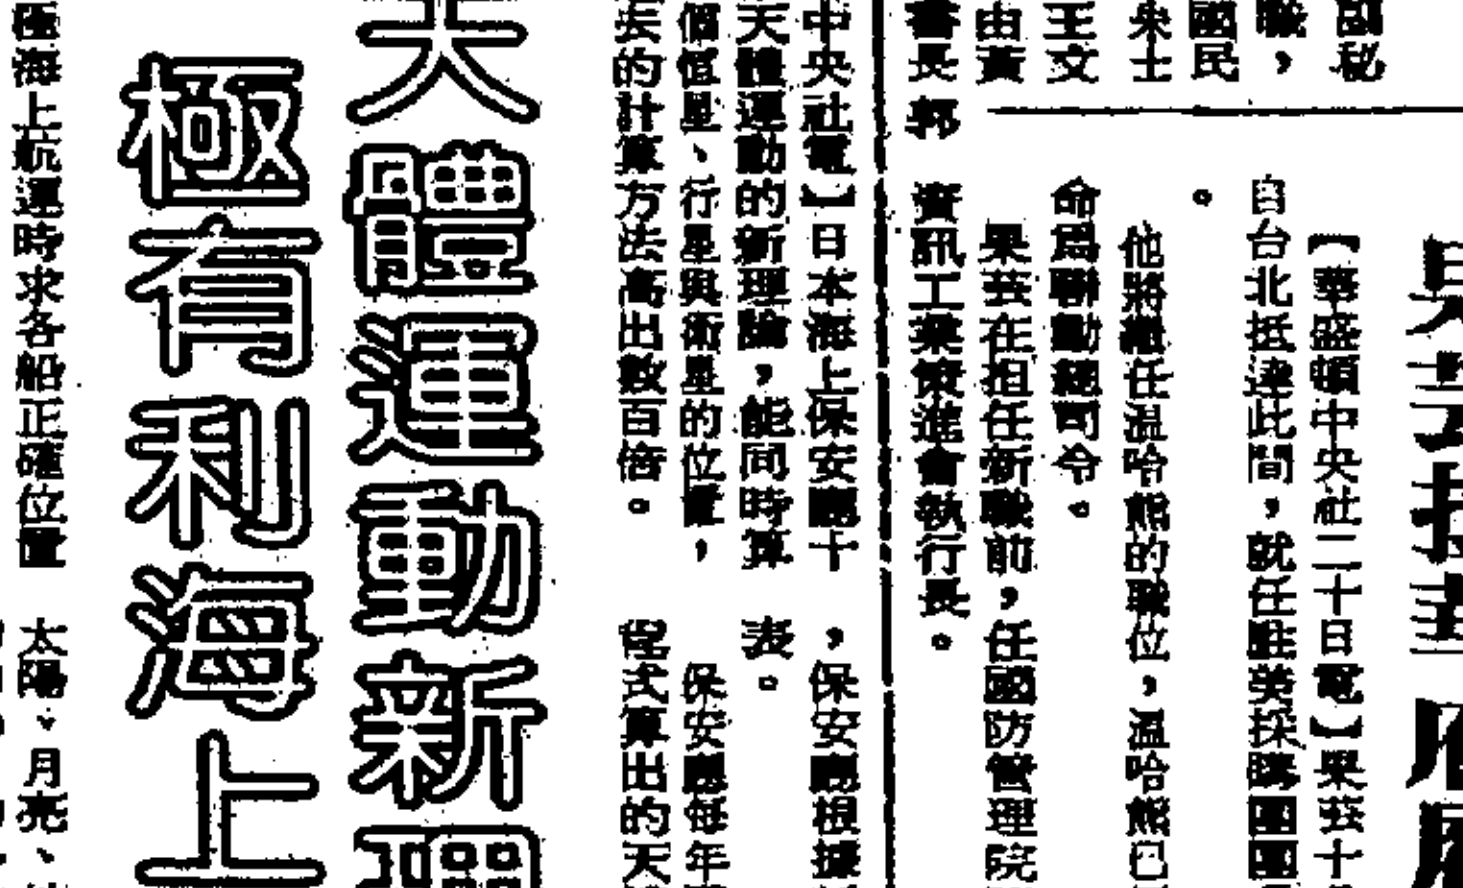 副秘
職，
國民
。
央士
王文
由黃
書長郭
【華盛頓中央社二十日電】果芸十
自台北抵達此間，就任駐美採購團團
他將繼任溫哈熊的職位，溫哈熊已
命為聯勤總司令。
果芸在担任新職前，任國防管理院
資訊工業策進會執行長。
中央社電】日本海上保安廳十
天體運動的新理論，能同時算
個恒星、行星與衛星的位置，
去的計算方法高出數百倍。
，保安廳根據
表。
保安廳每年
程式算出的天
天體運動新理
極有利海上
極海上航運時求各船正確位置
太陽、月亮、